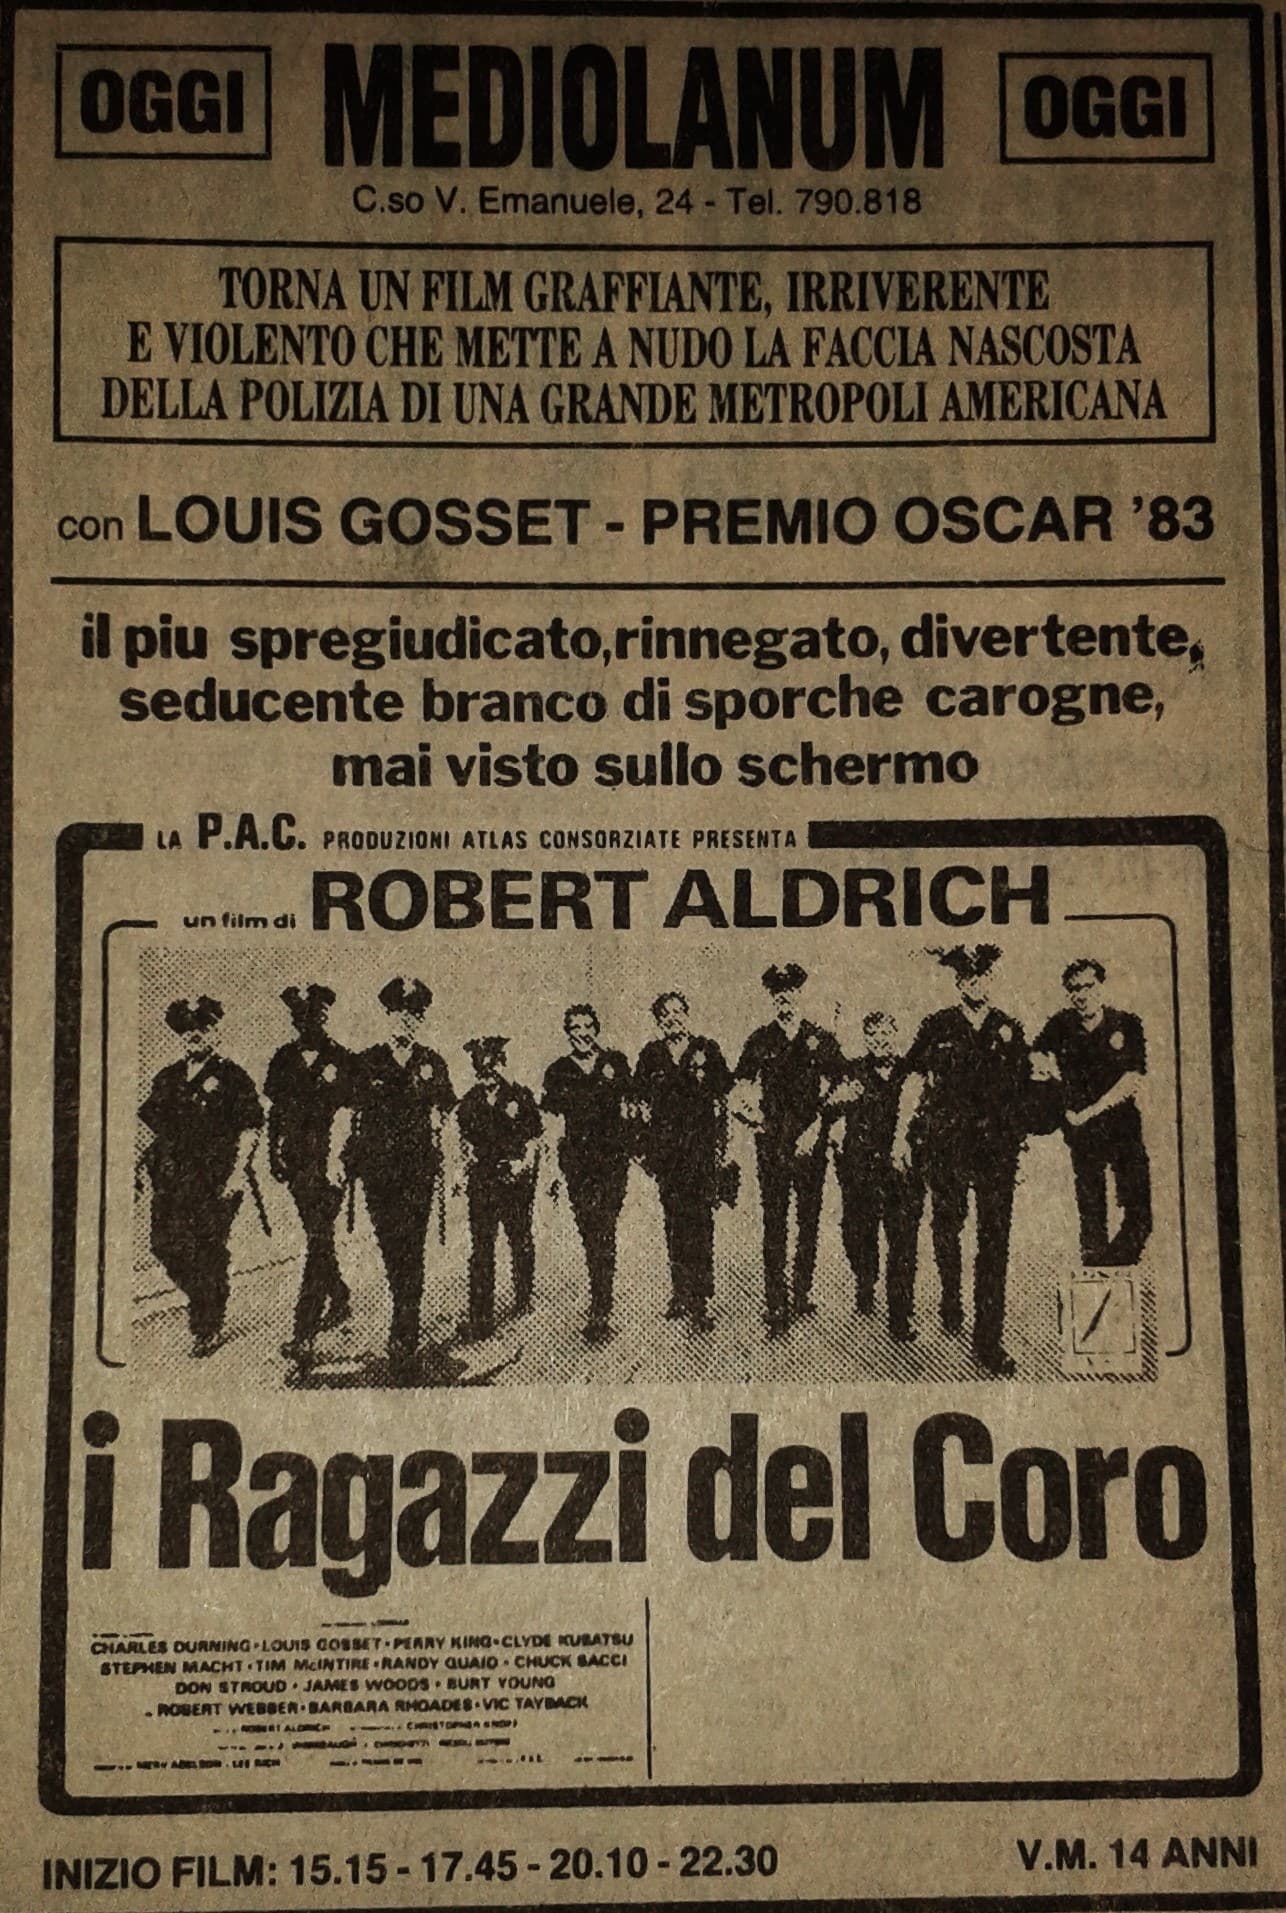 OGGI MEDIOLANUM OGGI
C.so V. Emanuele, 24 - Tel. 790.818
TORNA UN FILM GRAFFIANTE, IRRIVERENTE
E VIOLENTO CHE METTE A NUDO LA FACCIA NASCOSTA
DELLA POLIZIA DI UNA GRANDE METROPOLI AMERICANA
con LOUIS GOSSET - PREMIO OSCAR '83
il piu spregiudicato,rinnegato, divertente,
seducente branco di sporche carogne,
mai visto sullo schermo
LA P.A.C. PRODUZIONI ATLAS CONSORZIATE PRESENTA
un film di ROBERT ALDRICH
i Ragazzi del Coro
CHARLES DURNING · LOUIS GOSSET · PERRY KING · CLYDE KUSATSU
STEPHEN MACHT · TIM McINTIRE · RANDY QUAID · CHUCK SACCI
DON STROUD · JAMES WOODS · BURT YOUNG
ROBERT WEBBER · BARBARA RHOADES · VIC TAYBACK
ROBERT ALDRICH
INIZIO FILM: 15.15 - 17.45 - 20.10 - 22.30
V.M. 14 ANNI